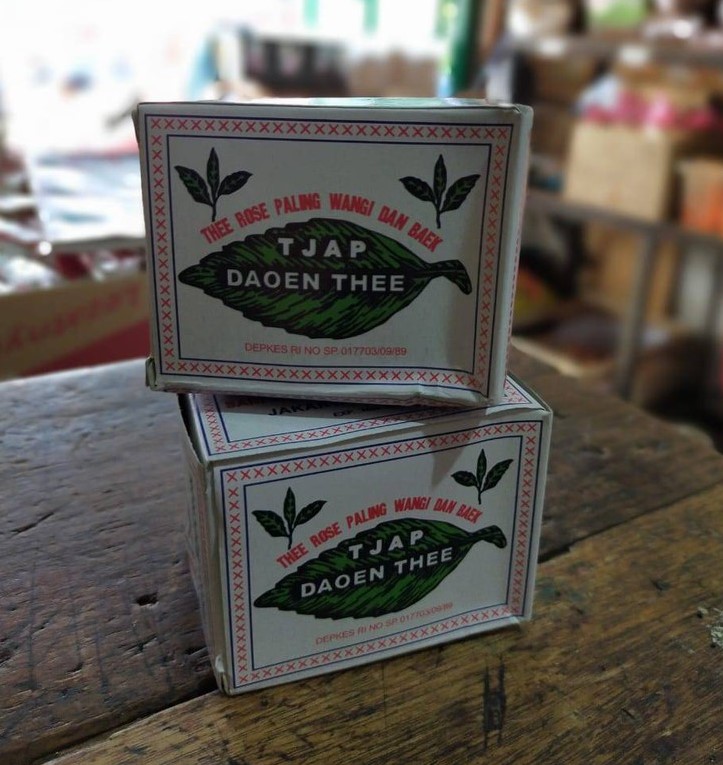 THEE ROSE PALING WANGI DAN BAEK
TJAP
DAOEN THEE
DEPKES RI NO SP. 017703/09/89
THEE ROSE PALING WANGI DAN BAEK
TJAP
DAOEN THEE
DEPKES RI NO SP. 017703/09/89